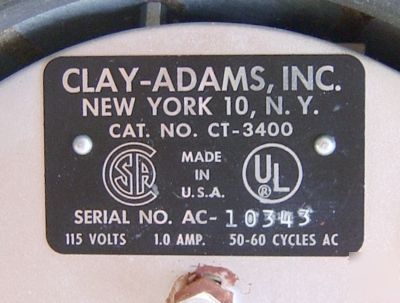 CLAY-ADAMS, INC.
NEW YORK 10, N. Y.
CAT. NO. CT-3400
SA MADE IN U.S.A. UL
SERIAL NO. AC-10343
115 VOLTS 1.0 AMP. 50-60 CYCLES AC